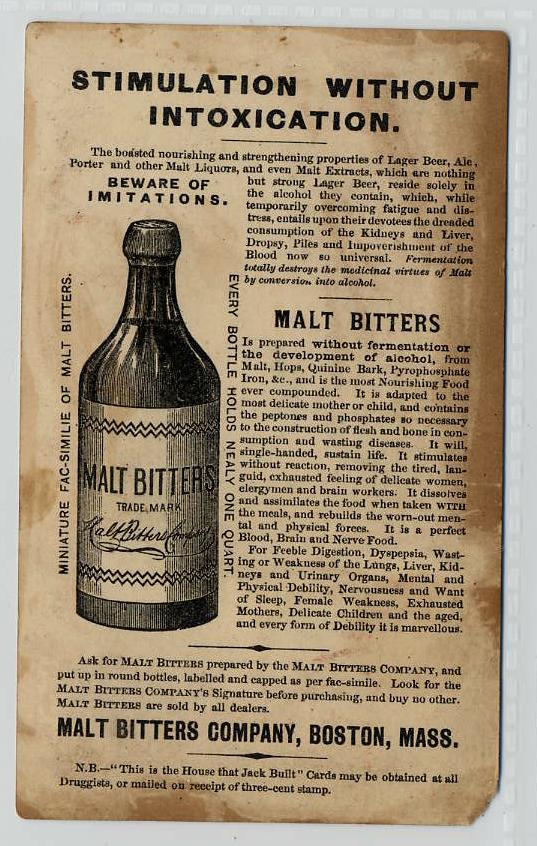 STIMULATION WITHOUT
INTOXICATION.
The boasted nourishing and strengthening properties of Lager Beer, Ale,
Porter and other Malt Liquors, and even Malt Extracts, which are nothing
but strong Lager Beer, reside solely in
the alcohol they contain, which, while
temporarily overcoming fatigue and dis-
tress, entails upon their devotees the dreaded
consumption of the Kidneys and Liver,
Dropsy, Piles and Impoverishment of the
Blood now so universal. Fermentation
totally destroys the medicinal virtues of Malt
by conversion into alcohol.
BEWARE OF
IMITATIONS.
MINIATURE FAC-SIMILIE OF MALT BITTERS.
MALT BITTERS
TRADE MARK
Malt Bitters Company
EVERY BOTTLE HOLDS NEALY ONE QUART.
MALT BITTERS
Is prepared without fermentation or
the development of alcohol, from
Malt, Hops, Quinine Bark, Pyrophosphate
Iron, &c., and is the most Nourishing Food
ever compounded. It is adapted to the
most delicate mother or child, and contains
the peptones and phosphates so necessary
to the construction of flesh and bone in con-
sumption and wasting diseases. It will,
single-handed, sustain life. It stimulates
without reaction, removing the tired, lan-
guid, exhausted feeling of delicate women,
clergymen and brain workers. It dissolves
and assimilates the food when taken WITH
the meals, and rebuilds the worn-out men-
tal and physical forces. It is a perfect
Blood, Brain and Nerve Food.
For Feeble Digestion, Dyspepsia, Wast-
ing or Weakness of the Lungs, Liver, Kid-
neys and Urinary Organs, Mental and
Physical Debility, Nervousness and Want
of Sleep, Female Weakness, Exhausted
Mothers, Delicate Children and the aged,
and every form of Debility it is marvellous.
Ask for MALT BITTERS prepared by the MALT BITTERS COMPANY, and
put up in round bottles, labelled and capped as per fac-simile. Look for the
MALT BITTERS COMPANY'S Signature before purchasing, and buy no other.
MALT BITTERS are sold by all dealers.
MALT BITTERS COMPANY, BOSTON, MASS.
N.B.—"This is the House that Jack Built" Cards may be obtained at all
Druggists, or mailed on receipt of three-cent stamp.